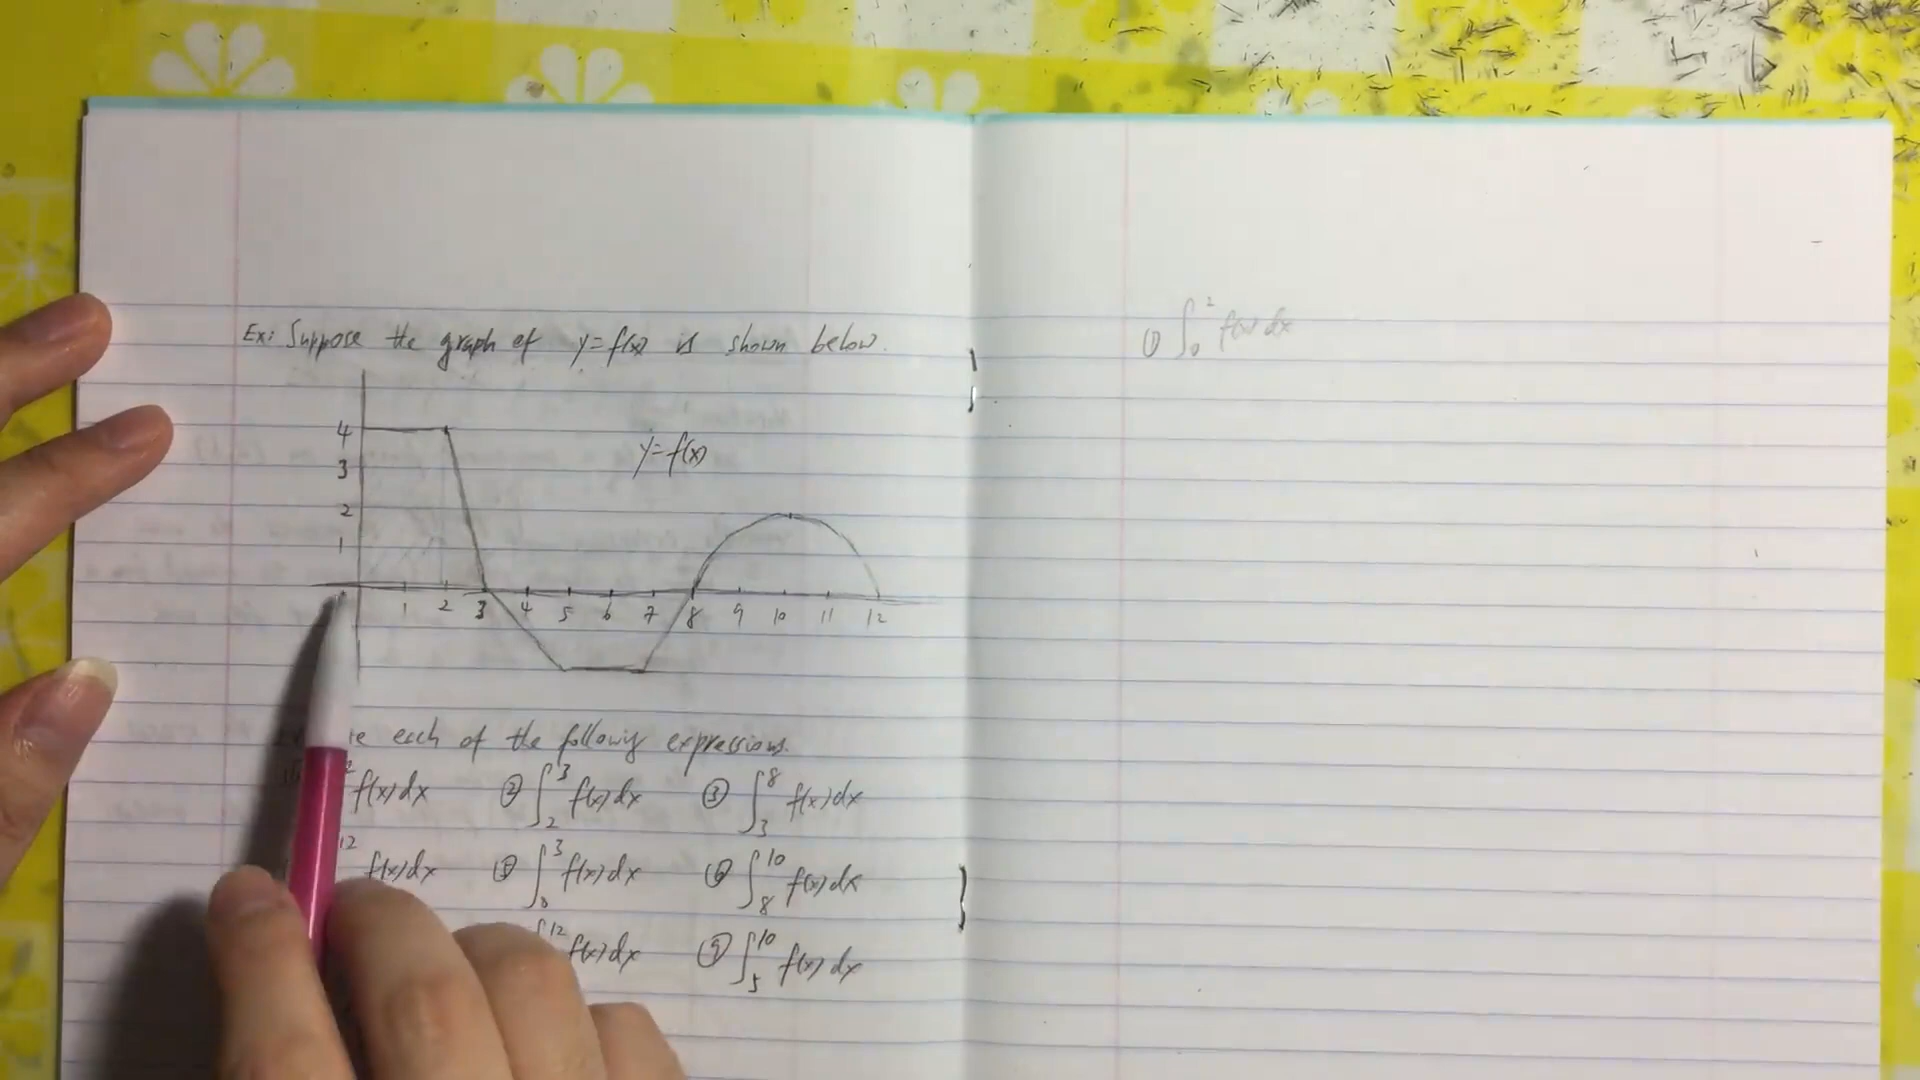 Ex: Suppose the graph of y=f(x) is shown below.
4
3
2
1
y=f(x)
1 2 3 4 5 6 7 8 9 10 11 12
each of the following expressions.
2 f(x)dx ② ∫₂³ f(x)dx ③ ∫₃⁸ f(x)dx
12 f(x)dx ⑤ ∫₀³ f(x)dx ⑥ ∫₈¹⁰ f(x)dx
∫¹² f(x)dx ⑨ ∫₅¹⁰ f(x)dx
① ∫₀² f(x)dx